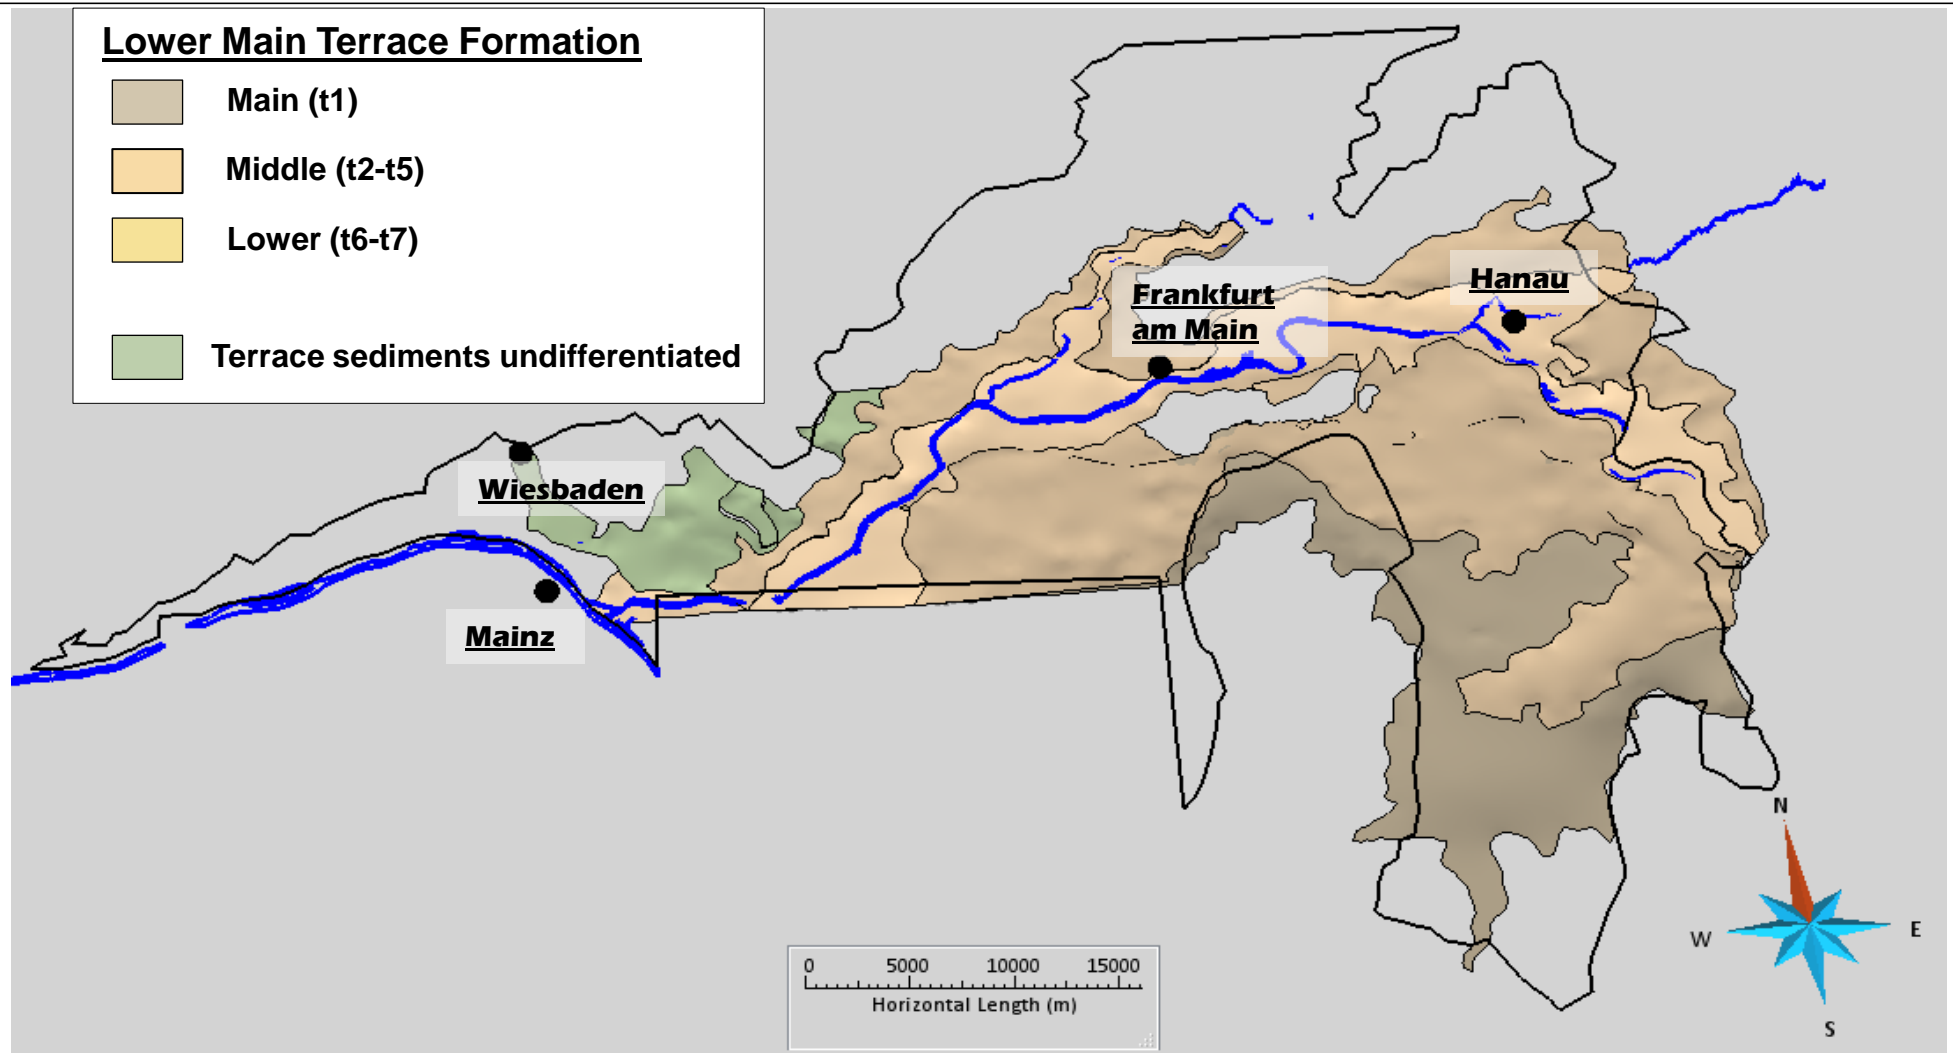 Lower Main Terrace Formation
Main (t1)
Middle (t2-t5)
Lower (t6-t7)
Terrace sediments undifferentiated
Hanau
Frankfurt
am Main
Wiesbaden
Mainz
N
W
E
S
0 5000 10000 15000
Horizontal Length (m)